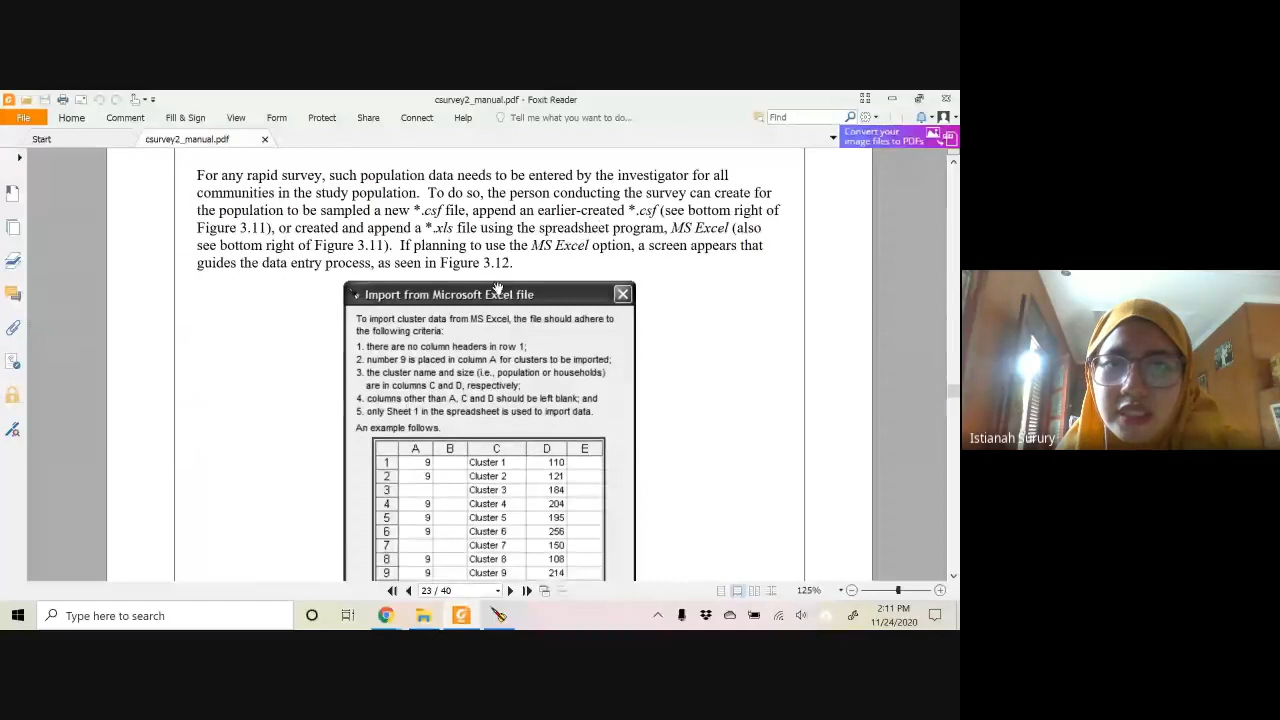 csurvey2_manual.pdf - Foxit Reader
File Home Comment Fill & Sign View Form Protect Share Connect Help Tell me what you want to do... Find
Start csurvey2_manual.pdf
Convert your
image files to PDFs
For any rapid survey, such population data needs to be entered by the investigator for all
communities in the study population. To do so, the person conducting the survey can create for
the population to be sampled a new *.csf file, append an earlier-created *.csf (see bottom right of
Figure 3.11), or created and append a *.xls file using the spreadsheet program, MS Excel (also
see bottom right of Figure 3.11). If planning to use the MS Excel option, a screen appears that
guides the data entry process, as seen in Figure 3.12.
Import from Microsoft Excel file
To import cluster data from MS Excel, the file should adhere to
the following criteria:
1. there are no column headers in row 1;
2. number 9 is placed in column A for clusters to be imported;
3. the cluster name and size (i.e., population or households)
are in columns C and D, respectively;
4. columns other than A, C and D should be left blank; and
5. only Sheet 1 in the spreadsheet is used to import data.
An example follows.
A B C D E
1 9 Cluster 1 110
2 9 Cluster 2 121
3 Cluster 3 184
4 9 Cluster 4 204
5 9 Cluster 5 195
6 9 Cluster 6 256
7 Cluster 7 150
8 9 Cluster 8 108
9 9 Cluster 9 214
23 / 40
125%
Type here to search
2:11 PM
11/24/2020
Istianah Surury